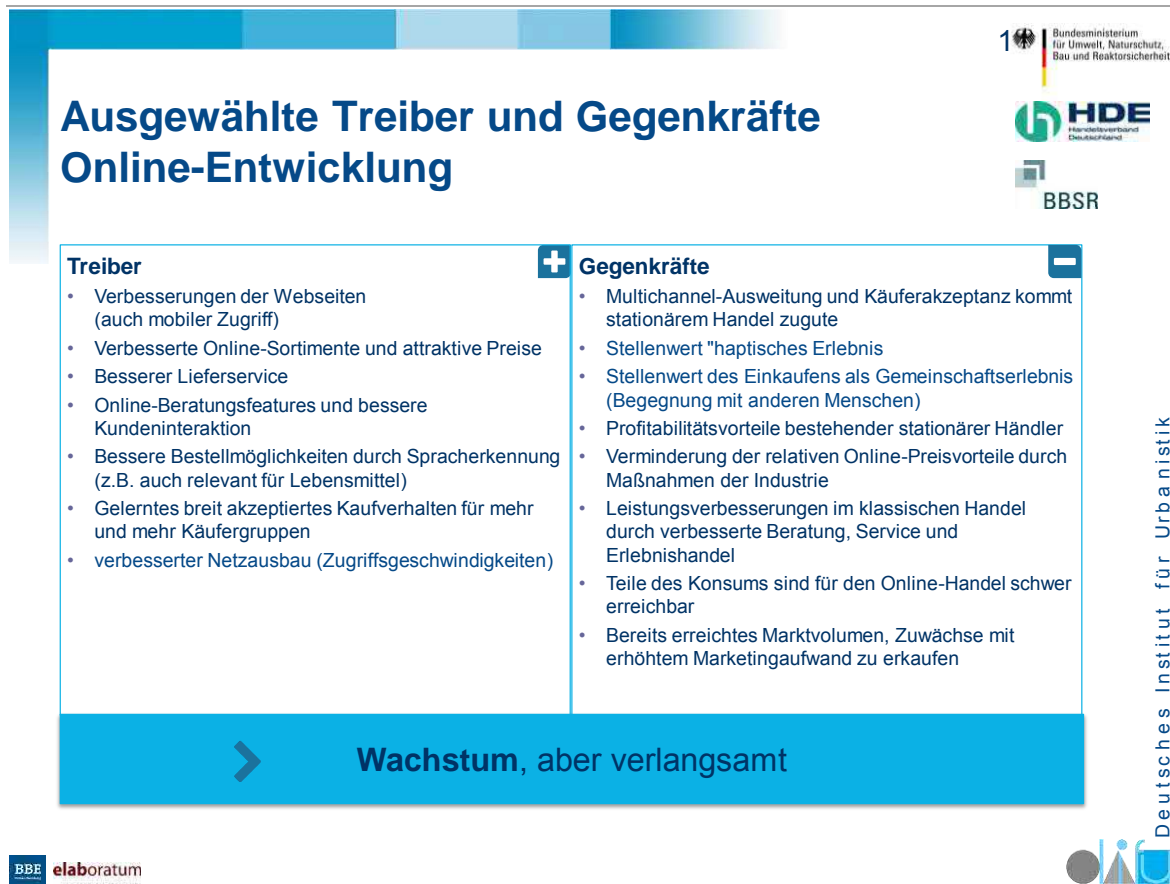 1
Bundesministerium
für Umwelt, Naturschutz,
Bau und Reaktorsicherheit
Ausgewählte Treiber und Gegenkräfte
Online-Entwicklung
HDE
Handelsverband
Deutschland
BBSR
Treiber
• Verbesserungen der Webseiten
(auch mobiler Zugriff)
• Verbesserte Online-Sortimente und attraktive Preise
• Besserer Lieferservice
• Online-Beratungsfeatures und bessere
Kundeninteraktion
• Bessere Bestellmöglichkeiten durch Spracherkennung
(z.B. auch relevant für Lebensmittel)
• Gelerntes breit akzeptiertes Kaufverhalten für mehr
und mehr Käufergruppen
• verbesserter Netzausbau (Zugriffsgeschwindigkeiten)
Gegenkräfte
• Multichannel-Ausweitung und Käuferakzeptanz kommt
stationärem Handel zugute
• Stellenwert "haptisches Erlebnis
• Stellenwert des Einkaufens als Gemeinschaftserlebnis
(Begegnung mit anderen Menschen)
• Profitabilitätsvorteile bestehender stationärer Händler
• Verminderung der relativen Online-Preisvorteile durch
Maßnahmen der Industrie
• Leistungsverbesserungen im klassischen Handel
durch verbesserte Beratung, Service und
Erlebnishandel
• Teile des Konsums sind für den Online-Handel schwer
erreichbar
• Bereits erreichtes Marktvolumen, Zuwächse mit
erhöhtem Marketingaufwand zu erkaufen
Wachstum, aber verlangsamt
Deutsches Institut für Urbanistik
BBE
elaboratum
difu